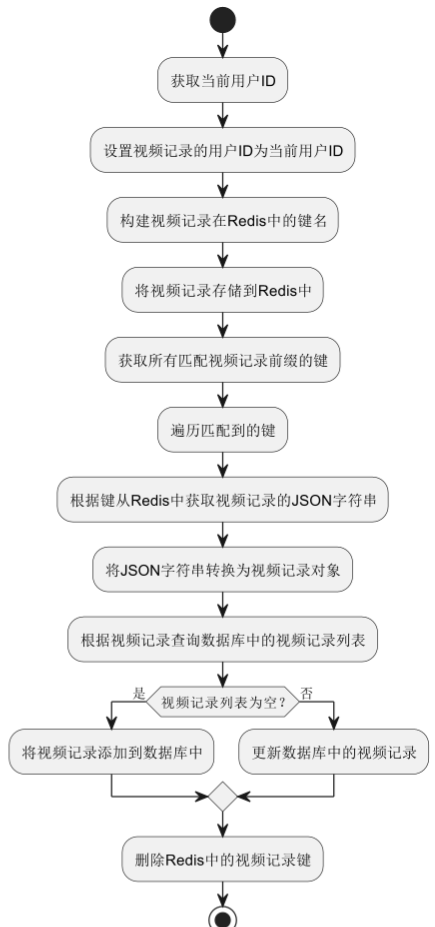 获取当前用户ID
设置视频记录的用户ID为当前用户ID
构建视频记录在Redis中的键名
将视频记录存储到Redis中
获取所有匹配视频记录前缀的键
遍历匹配到的键
根据键从Redis中获取视频记录的JSON字符串
将JSON字符串转换为视频记录对象
根据视频记录查询数据库中的视频记录列表
是
视频记录列表为空？
否
将视频记录添加到数据库中
更新数据库中的视频记录
删除Redis中的视频记录键